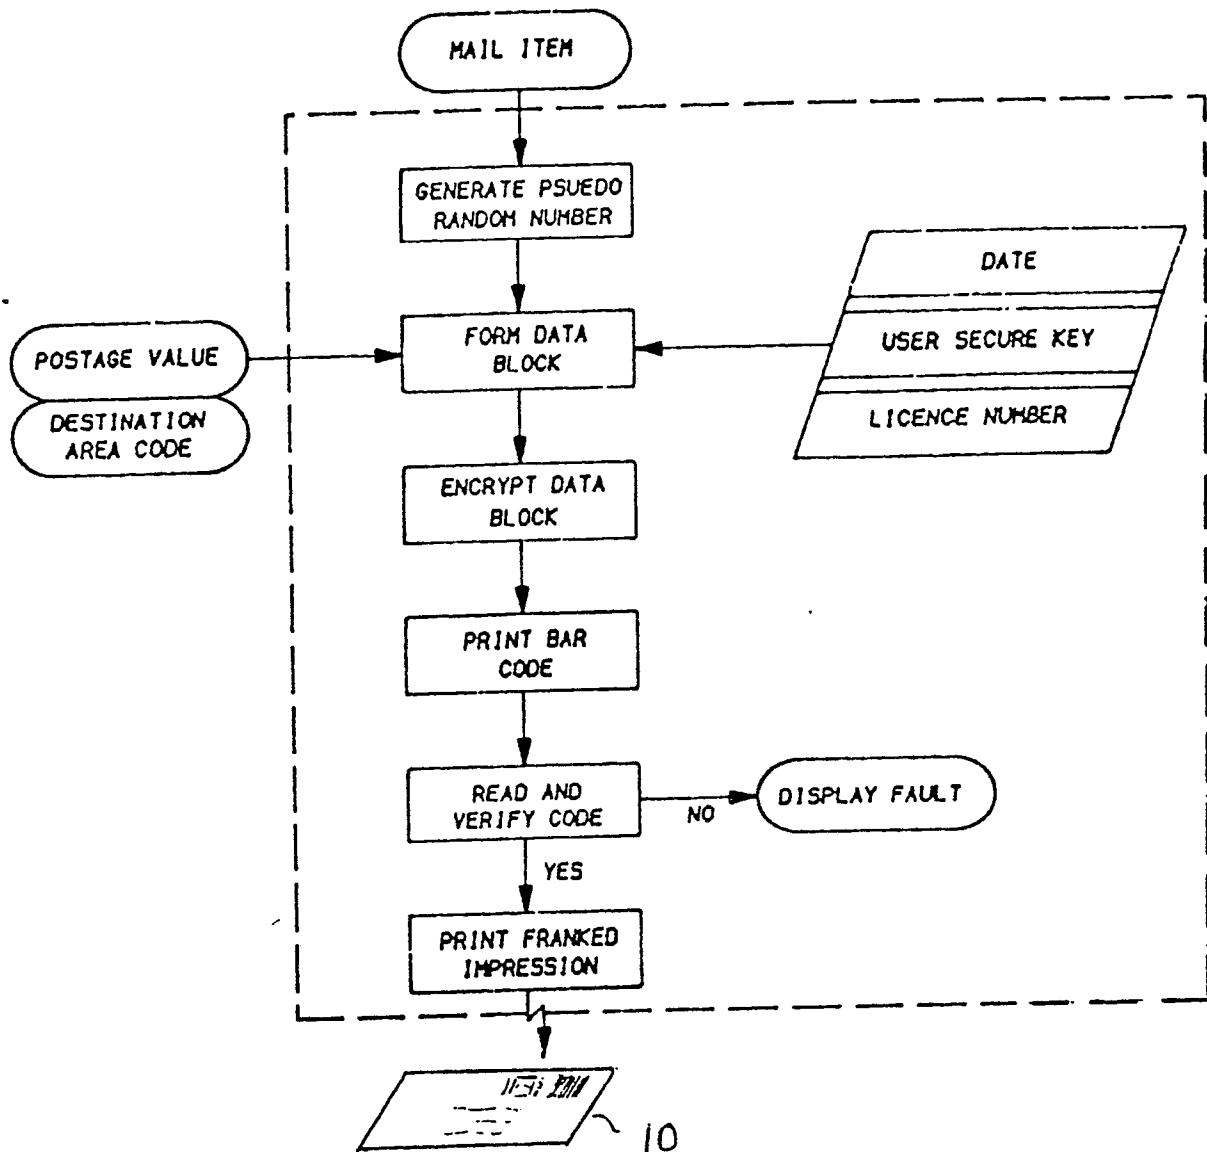 MAIL ITEM
GENERATE PSUEDO
RANDOM NUMBER
DATE
POSTAGE VALUE
FORM DATA
BLOCK
USER SECURE KEY
DESTINATION
AREA CODE
LICENCE NUMBER
ENCRYPT DATA
BLOCK
PRINT BAR
CODE
READ AND
VERIFY CODE
NO
DISPLAY FAULT
YES
PRINT FRANKED
IMPRESSION
10